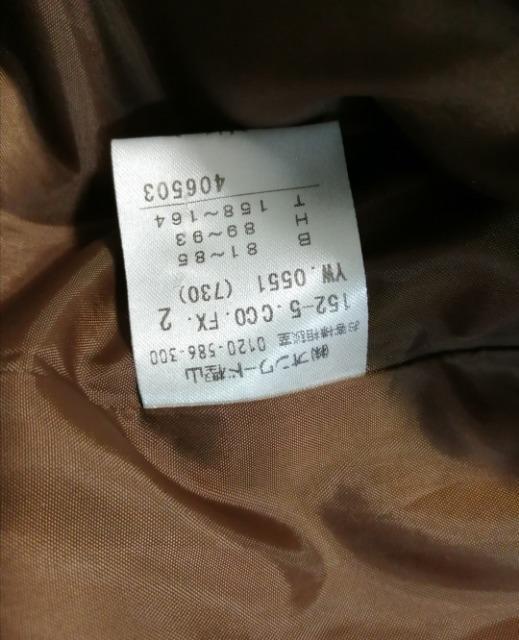 ㈱オンワード樫山
お客様相談室 0120-586-300
152-5.CCO.FX. 2
YW.0551 (730)
B 81~85
H 89~93
T 158~164
406503